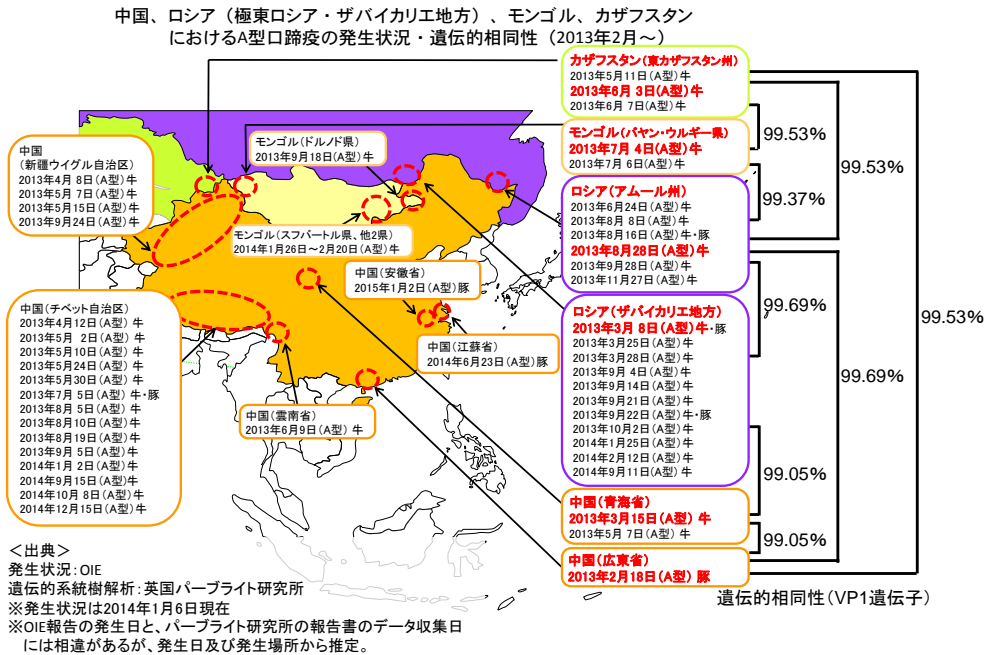 中国、ロシア（極東ロシア・ザバイカリエ地方）、モンゴル、カザフスタン
におけるA型口蹄疫の発生状況・遺伝的相同性（2013年2月～）
中国
(新疆ウイグル自治区)
2013年4月 8日(A型)牛
2013年5月 7日(A型)牛
2013年5月15日(A型)牛
2013年9月24日(A型)牛
モンゴル(ドルノド県)
2013年9月18日(A型)牛
モンゴル(スフバートル県、他2県)
2014年1月26日～2月20日(A型)牛
中国(安徽省)
2015年1月2日(A型)豚
中国(江蘇省)
2014年6月23日(A型)豚
中国(雲南省)
2013年6月9日(A型) 牛
中国(チベット自治区)
2013年4月12日(A型) 牛
2013年5月 2日(A型) 牛
2013年5月10日(A型) 牛
2013年5月24日(A型) 牛
2013年5月30日(A型) 牛
2013年7月 5日(A型) 牛・豚
2013年8月 5日(A型) 牛
2013年8月10日(A型) 牛
2013年8月19日(A型) 牛
2013年9月 5日(A型) 牛
2014年1月 2日(A型) 牛
2014年9月15日(A型) 牛
2014年10月 8日(A型)牛
2014年12月15日(A型)牛
カザフスタン(東カザフスタン州)
2013年5月11日(A型)牛
2013年6月 3日(A型)牛
2013年6月 7日(A型)牛
モンゴル(バヤン・ウルギー県)
2013年7月 4日(A型)牛
2013年7月 6日(A型)牛
ロシア(アムール州)
2013年6月24日(A型)牛
2013年8月 8日(A型)牛
2013年8月16日(A型)牛・豚
2013年8月28日(A型)牛
2013年9月28日(A型)牛
2013年11月27日(A型)牛
ロシア(ザバイカリエ地方)
2013年3月 8日(A型)牛・豚
2013年3月25日(A型)牛
2013年3月28日(A型)牛
2013年9月 4日(A型)牛
2013年9月14日(A型)牛
2013年9月21日(A型)牛
2013年9月22日(A型)牛・豚
2013年10月2日(A型)牛
2014年1月25日(A型)牛
2014年2月12日(A型)牛
2014年9月11日(A型)牛
中国(青海省)
2013年3月15日(A型) 牛
2013年5月 7日(A型) 牛
中国(広東省)
2013年2月18日(A型) 豚
99.53%
99.53%
99.37%
99.69%
99.53%
99.69%
99.05%
99.05%
遺伝的相同性(VP1遺伝子)
＜出典＞
発生状況：OIE
遺伝的系統樹解析：英国パーブライト研究所
※発生状況は2014年1月6日現在
※OIE報告の発生日と、パーブライト研究所の報告書のデータ収集日
には相違があるが、発生日及び発生場所から推定。